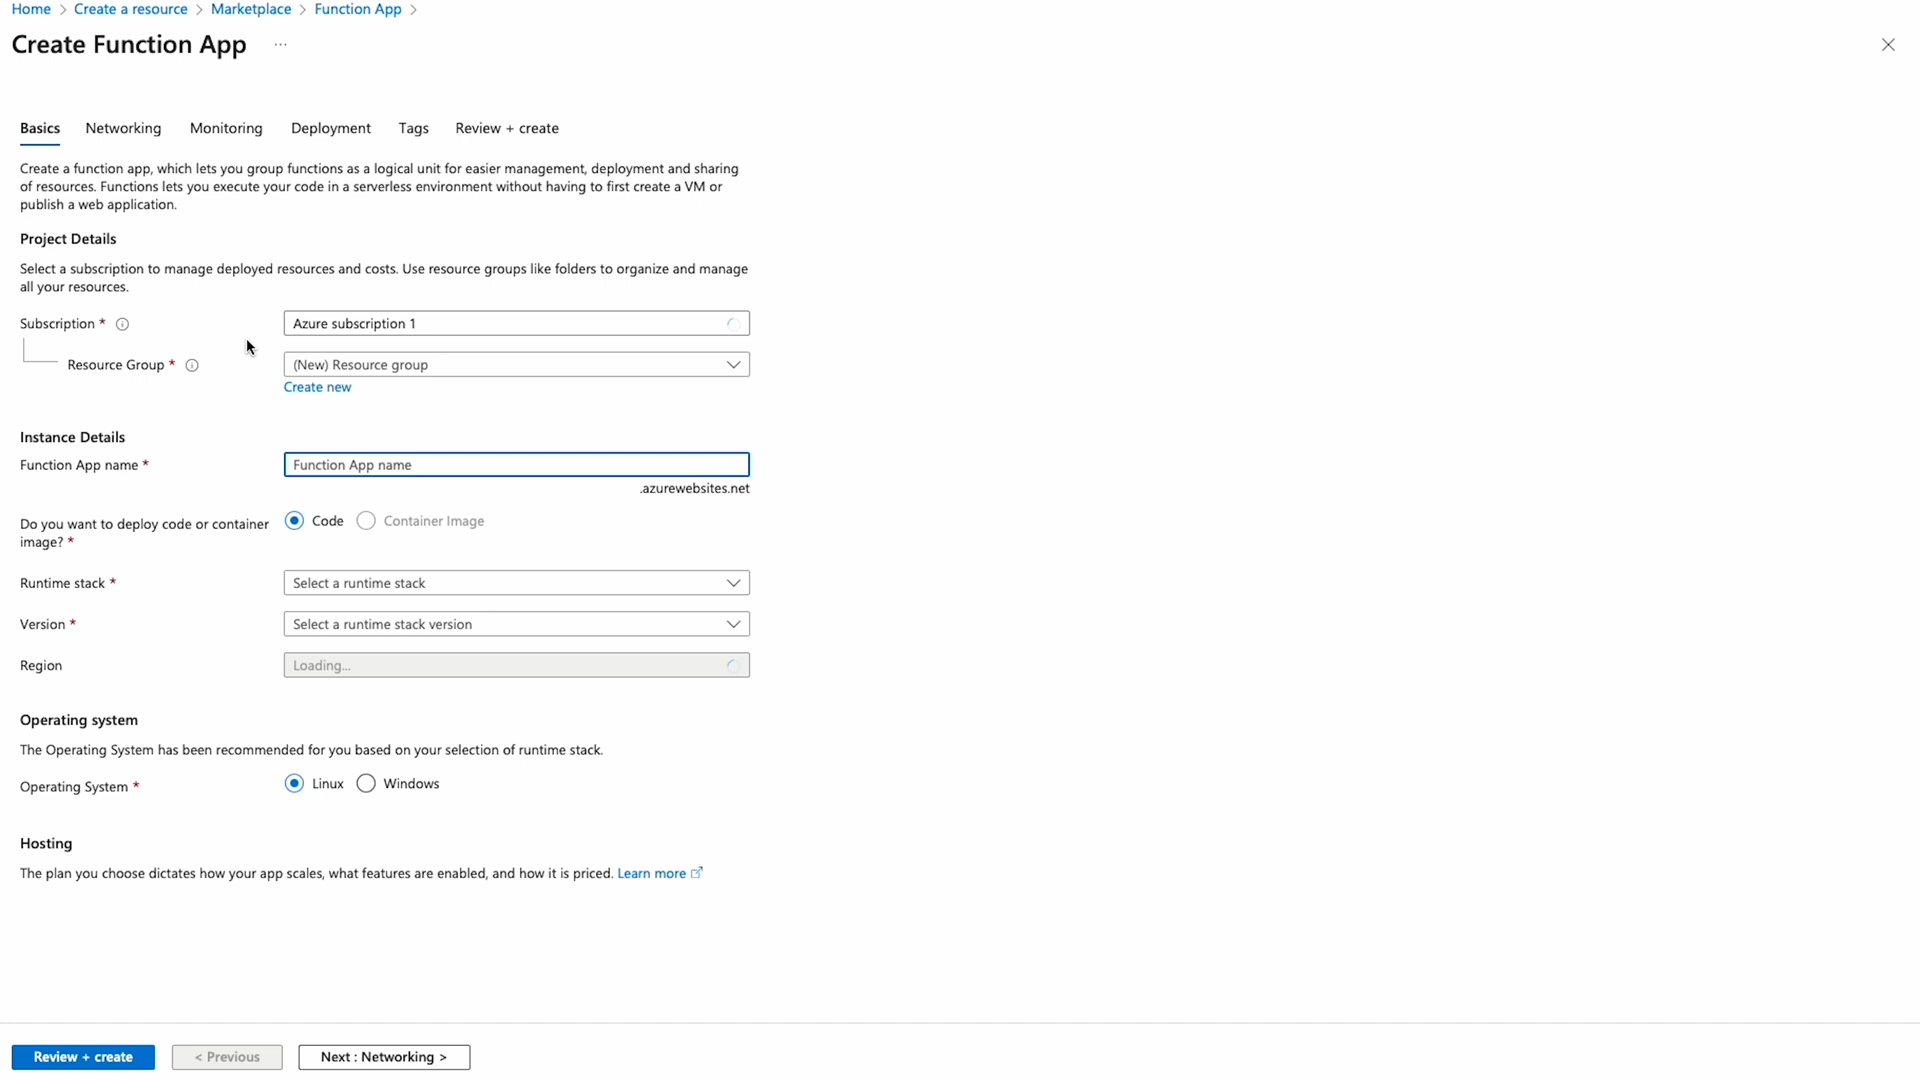 Home > Create a resource > Marketplace > Function App >
Create Function App ...
Basics Networking Monitoring Deployment Tags Review + create
Create a function app, which lets you group functions as a logical unit for easier management, deployment and sharing
of resources. Functions lets you execute your code in a serverless environment without having to first create a VM or
publish a web application.
Project Details
Select a subscription to manage deployed resources and costs. Use resource groups like folders to organize and manage
all your resources.
Subscription * Azure subscription 1
Resource Group * (New) Resource group
Create new
Instance Details
Function App name * Function App name
.azurewebsites.net
Do you want to deploy code or container
image? *
Code Container Image
Runtime stack * Select a runtime stack
Version * Select a runtime stack version
Region Loading...
Operating system
The Operating System has been recommended for you based on your selection of runtime stack.
Operating System * Linux Windows
Hosting
The plan you choose dictates how your app scales, what features are enabled, and how it is priced. Learn more
Review + create < Previous Next : Networking >